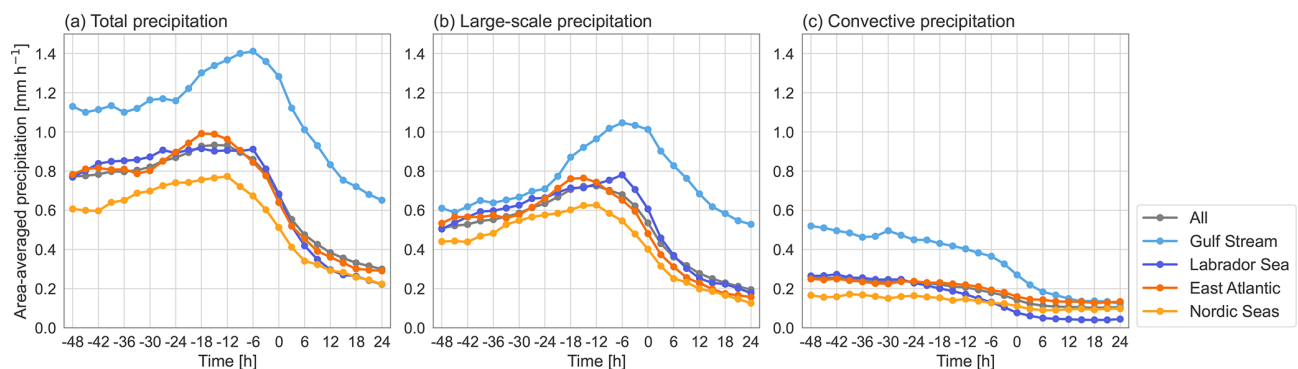 (a) Total precipitation
(b) Large-scale precipitation
(c) Convective precipitation
Area-averaged precipitation [mm h⁻¹]
1.4
1.2
1.0
0.8
0.6
0.4
0.2
0.0
-48 -42 -36 -30 -24 -18 -12 -6 0 6 12 18 24
Time [h]
1.4
1.2
1.0
0.8
0.6
0.4
0.2
0.0
-48 -42 -36 -30 -24 -18 -12 -6 0 6 12 18 24
Time [h]
1.4
1.2
1.0
0.8
0.6
0.4
0.2
0.0
-48 -42 -36 -30 -24 -18 -12 -6 0 6 12 18 24
Time [h]
All
Gulf Stream
Labrador Sea
East Atlantic
Nordic Seas